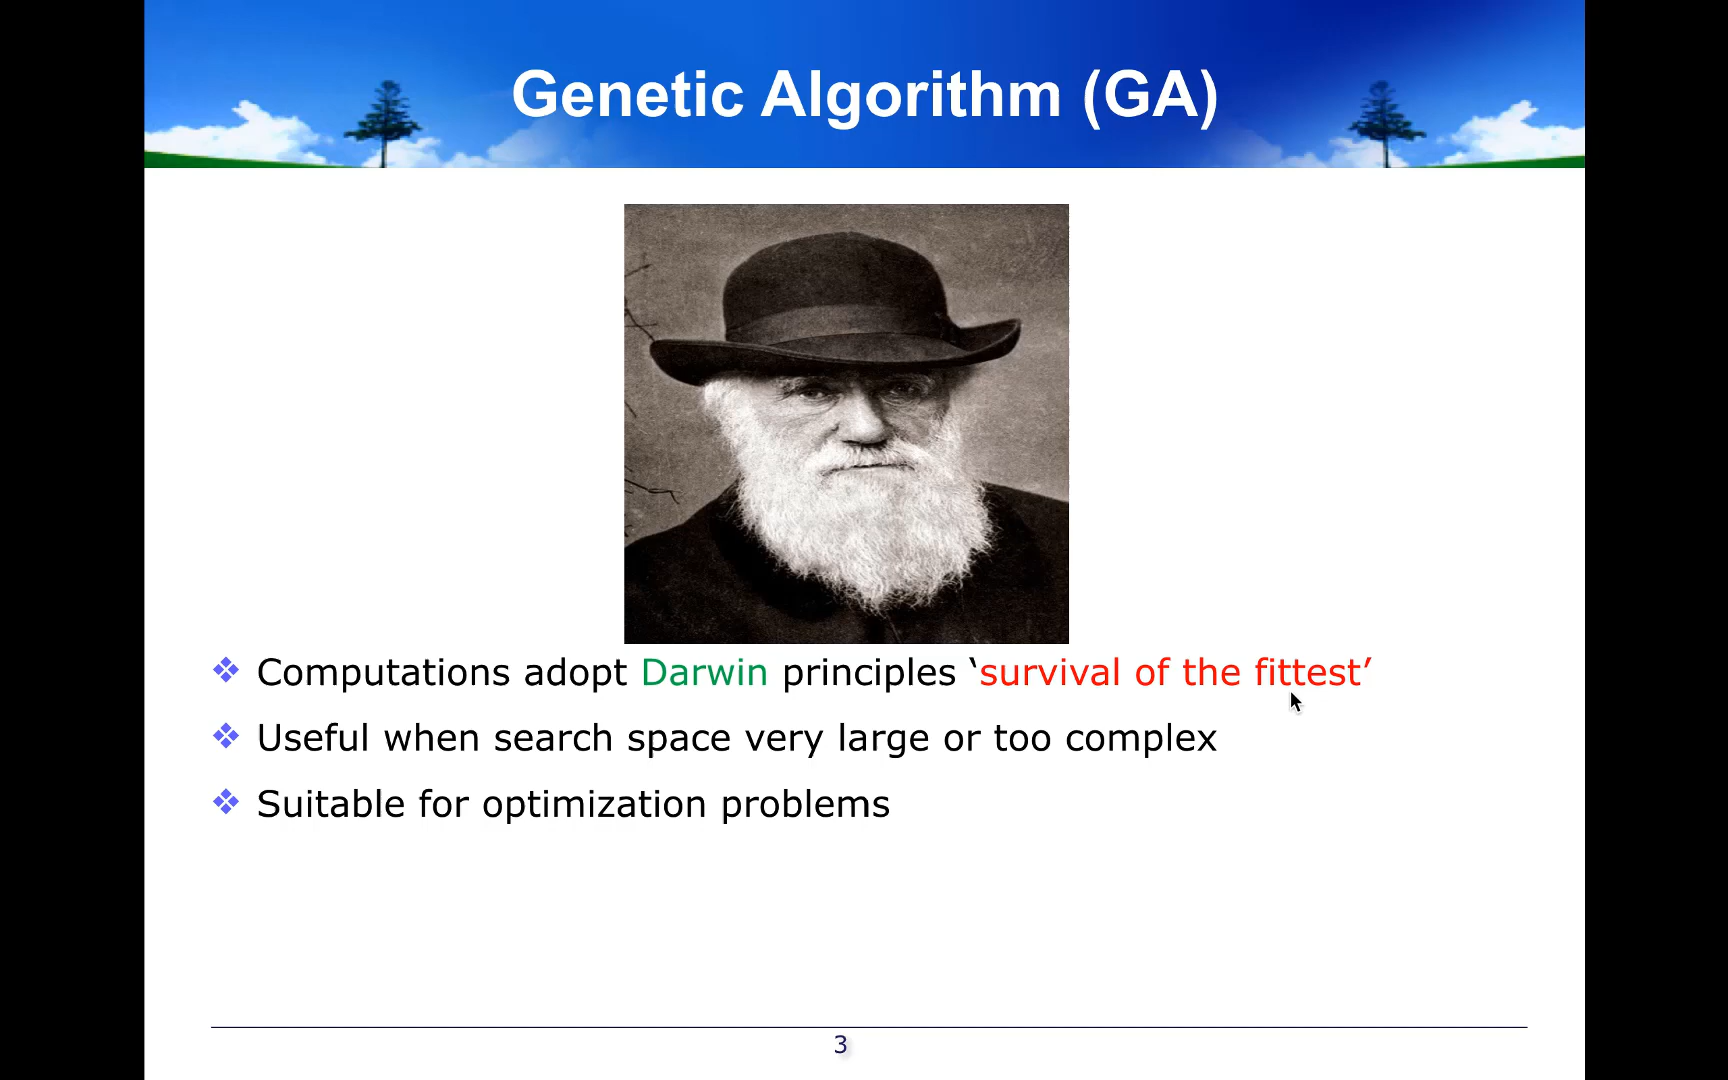 Genetic Algorithm (GA)
Computations adopt Darwin principles ‘survival of the fittest’
Useful when search space very large or too complex
Suitable for optimization problems
3